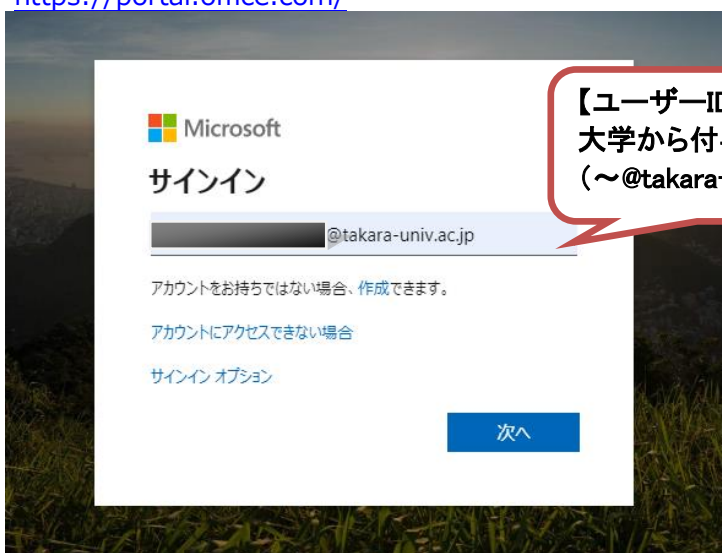 https://portal.office.com/
【ユーザーID
大学から付
(～@takara-
Microsoft
サインイン
@takara-univ.ac.jp
アカウントをお持ちではない場合、作成できます。
アカウントにアクセスできない場合
サインイン オプション
次へ